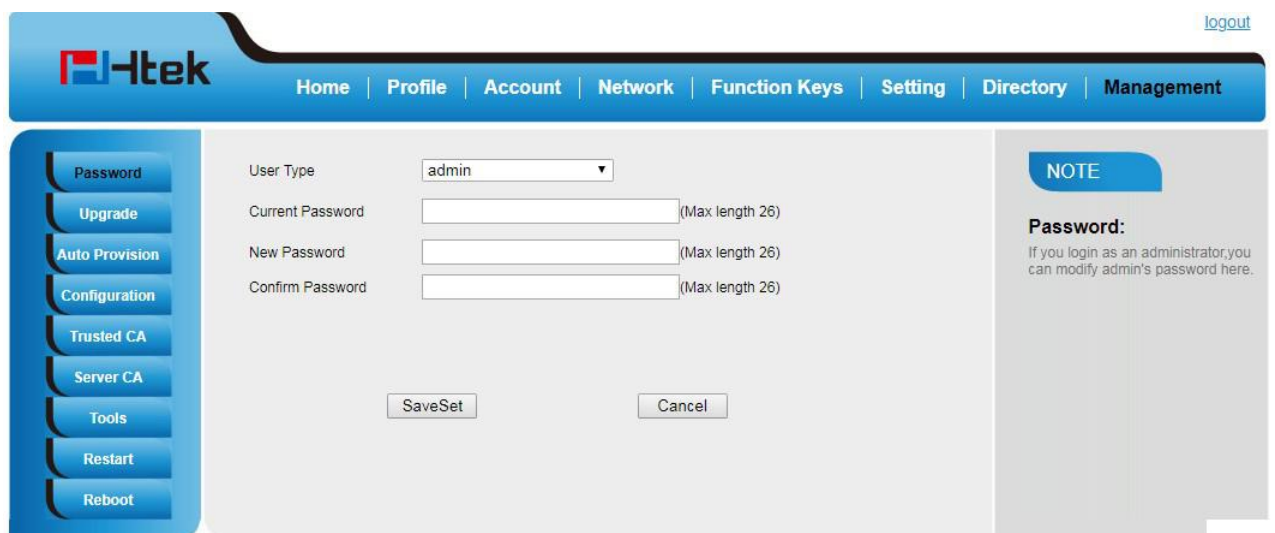 logout
Htek
Home | Profile | Account | Network | Function Keys | Setting | Directory | Management
Password
Upgrade
Auto Provision
Configuration
Trusted CA
Server CA
Tools
Restart
Reboot
User Type admin
Current Password (Max length 26)
New Password (Max length 26)
Confirm Password (Max length 26)
SaveSet Cancel
NOTE
Password:
If you login as an administrator,you
can modify admin's password here.